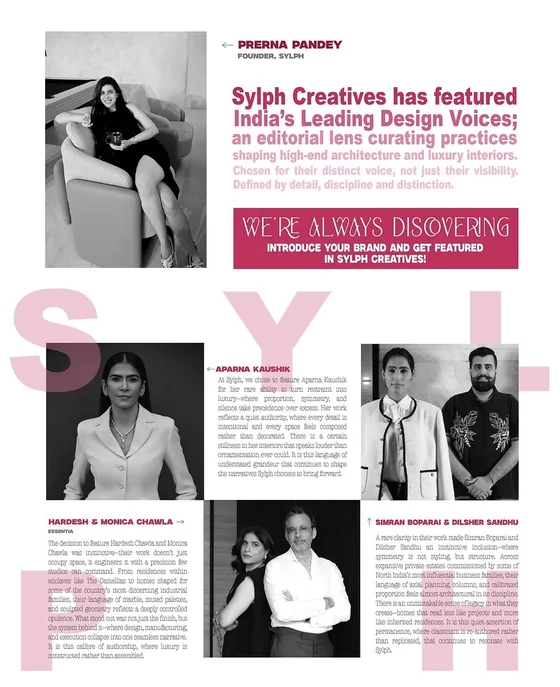 ← PRERNA PANDEY
FOUNDER, SYLPH
Sylph Creatives has featured
India's Leading Design Voices;
an editorial lens curating practices
shaping high-end architecture and luxury interiors.
Chosen for their distinct voice, not just their visibility.
Defined by detail, discipline and distinction.
WE'RE ALWAYS DISCOVERING
INTRODUCE YOUR BRAND AND GET FEATURED
IN SYLPH CREATIVES!
S Y L
←APARNA KAUSHIK
At Sylph, we chose to feature Aparna Kaushik
for her rare ability to turn restraint into
luxury—where proportion, symmetry, and
silence take precedence over excess. Her work
reflects a quiet authority, where every detail is
intentional and every space feels composed
rather than decorated. There is a certain
stillness in her interiors that speaks louder than
ornamentation ever could. It is this language of
understated grandeur that continues to shape
the narratives Sylph chooses to bring forward.
HARDESH & MONICA CHAWLA →
ESSENTIA
The decision to feature Hardesh Chawla and Monica
Chawla was instinctive—their work doesn't just
occupy space, it engineers it with a precision few
studios can command. From residences within
enclaves like The Camellias to homes shaped for
some of the country's most discerning industrial
families, their language of marble, muted palettes,
and sculpted geometry reflects a deeply controlled
opulence. What stood out was not just the finish, but
the system behind it—where design, manufacturing,
and execution collapse into one seamless narrative.
It is this calibre of authorship, where luxury is
constructed rather than assembled.
↑ SIMRAN BOPARAI & DILSHER SANDHU
A rare clarity in their work made Simran Boparai and
Dilsher Sandhu an instinctive inclusion—where
symmetry is not styling, but structure. Across
expansive private estates commissioned by some of
North India's most influential business families, their
language of axial planning, columns, and calibrated
proportion feels almost architectural in its discipline.
There is an unmistakable sense of legacy in what they
create—homes that read less like projects and more
like inherited residences. It is this quiet assertion of
permanence, where classicism is re-authored rather
than replicated, that continues to resonate with
Sylph.
P H